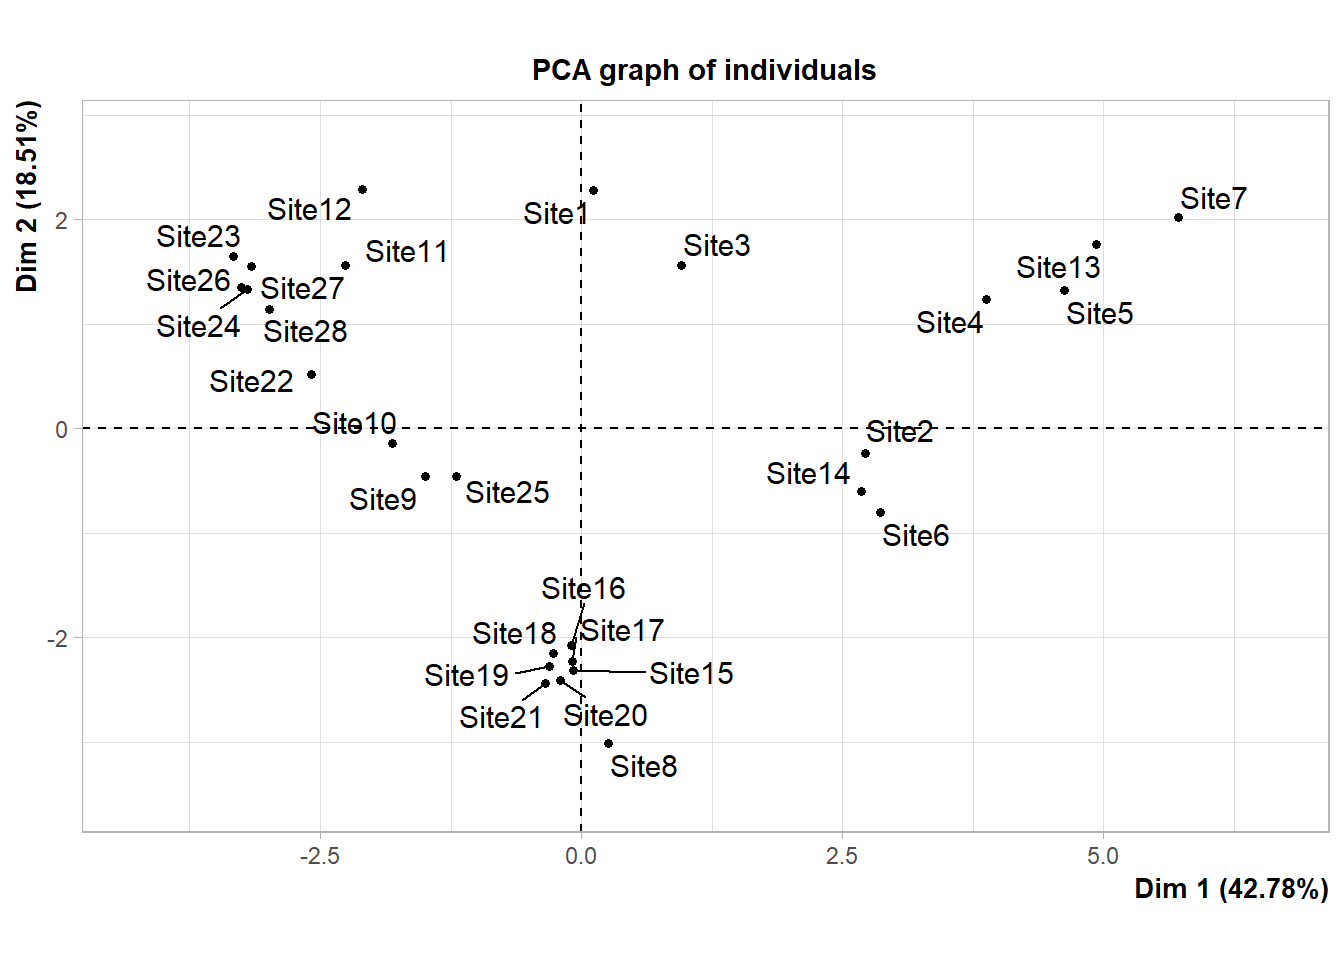 PCA graph of individuals
Dim 2 (18.51%)
2
0
-2
Site7
Site12
Site1
Site23
Site11
Site3
Site13
Site26
Site27
Site5
Site4
Site24
Site28
Site22
Site10
Site2
Site14
Site9
Site25
Site6
Site16
Site18
Site17
Site19
Site15
Site21
Site20
Site8
-2.5
0.0
2.5
5.0
Dim 1 (42.78%)